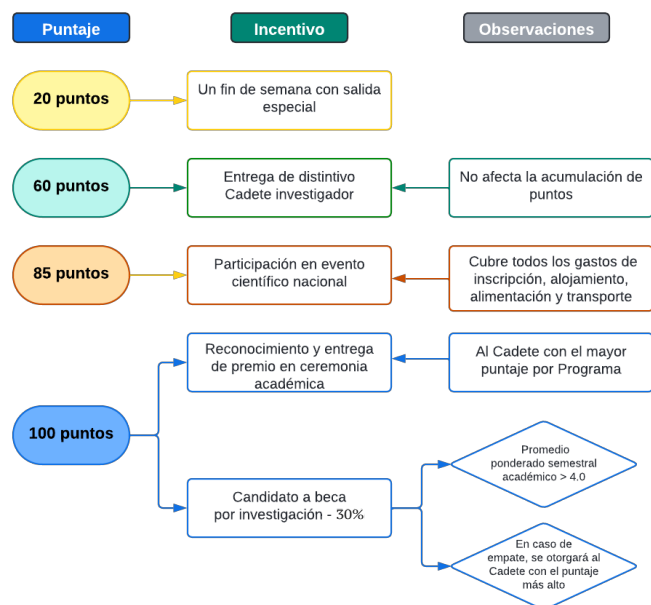 Puntaje
Incentivo
Observaciones
20 puntos
Un fin de semana con salida
especial
60 puntos
Entrega de distintivo
Cadete investigador
No afecta la acumulación de
puntos
85 puntos
Participación en evento
científico nacional
Cubre todos los gastos de
inscripción, alojamiento,
alimentación y transporte
100 puntos
Reconocimiento y entrega
de premio en ceremonia
académica
Al Cadete con el mayor
puntaje por Programa
Candidato a beca
por investigación - 30%
Promedio
ponderado semestral
académico > 4.0
En caso de
empate, se otorgará al
Cadete con el puntaje
más alto